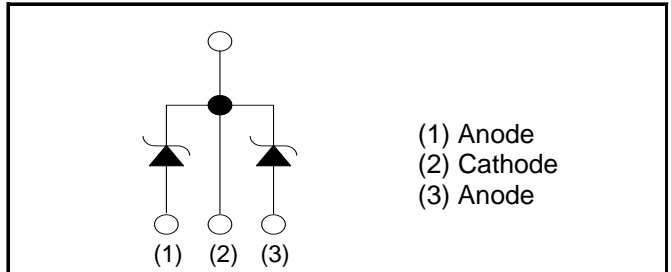 (1) Anode
(2) Cathode
(3) Anode
(1) (2) (3)